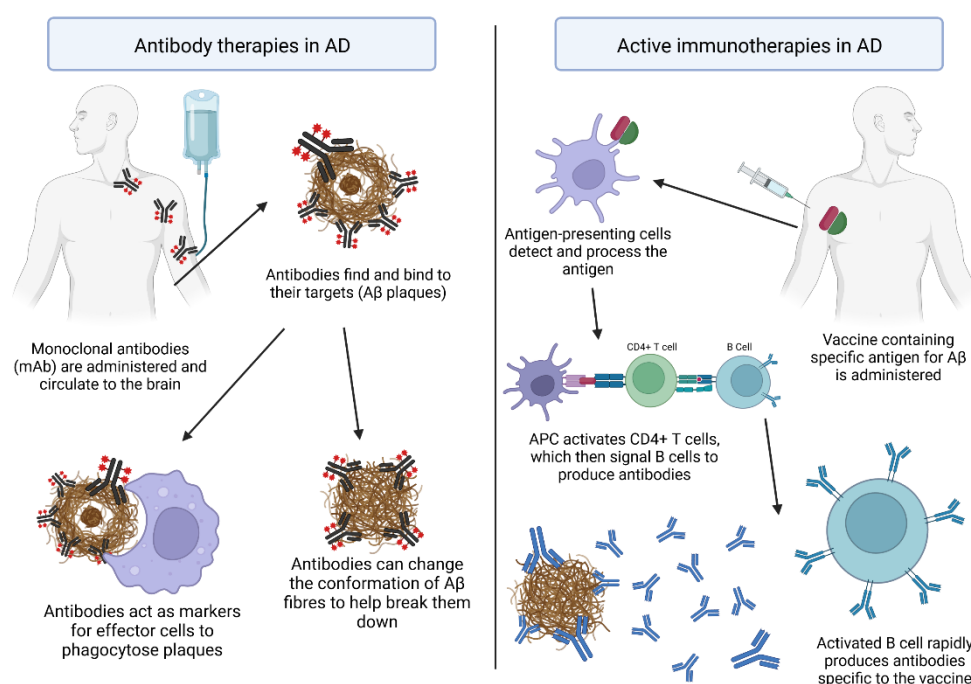 Antibody therapies in AD
Antibodies find and bind to
their targets (Aβ plaques)
Monoclonal antibodies
(mAb) are administered and
circulate to the brain
Antibodies act as markers
for effector cells to
phagocytose plaques
Antibodies can change
the conformation of Aβ
fibres to help break them
down
Active immunotherapies in AD
Antigen-presenting cells
detect and process the
antigen
Vaccine containing
specific antigen for Aβ
is administered
CD4+ T cell
B Cell
APC activates CD4+ T cells,
which then signal B cells to
produce antibodies
Activated B cell rapidly
produces antibodies
specific to the vaccine